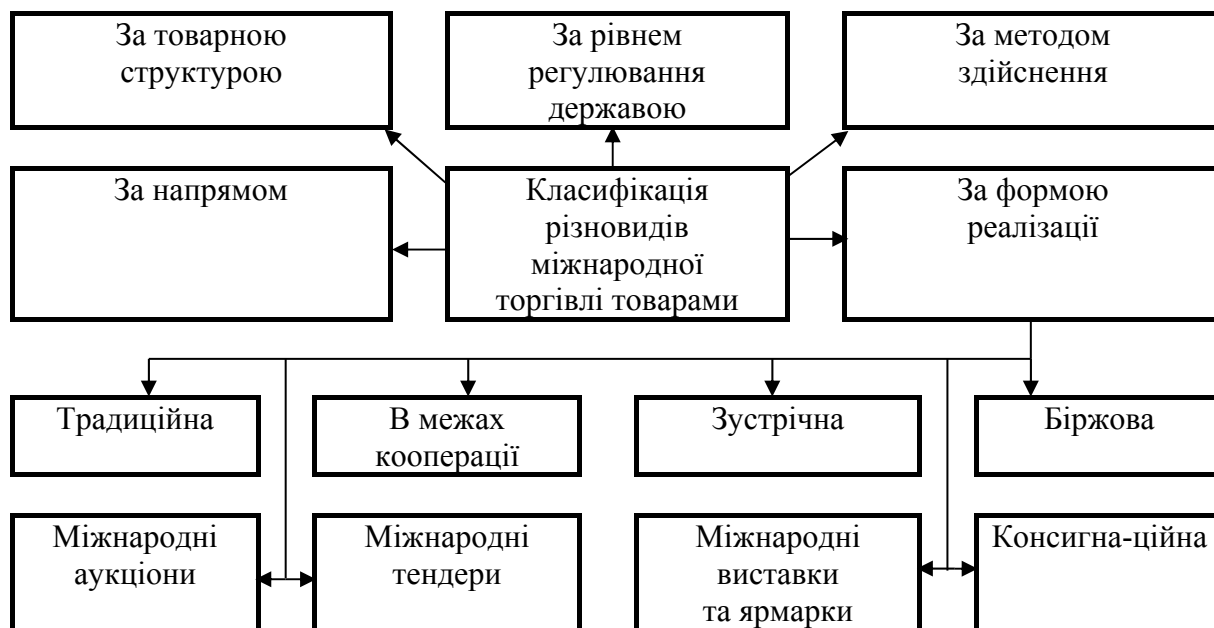 За товарною
структурою
За рівнем
регулювання
державою
За методом
здійснення
За напрямом
Класифікація
різновидів
міжнародної
торгівлі товарами
За формою
реалізації
Традиційна
В межах
кооперації
Зустрічна
Біржова
Міжнародні
аукціони
Міжнародні
тендери
Міжнародні
виставки
та ярмарки
Консигна-ційна